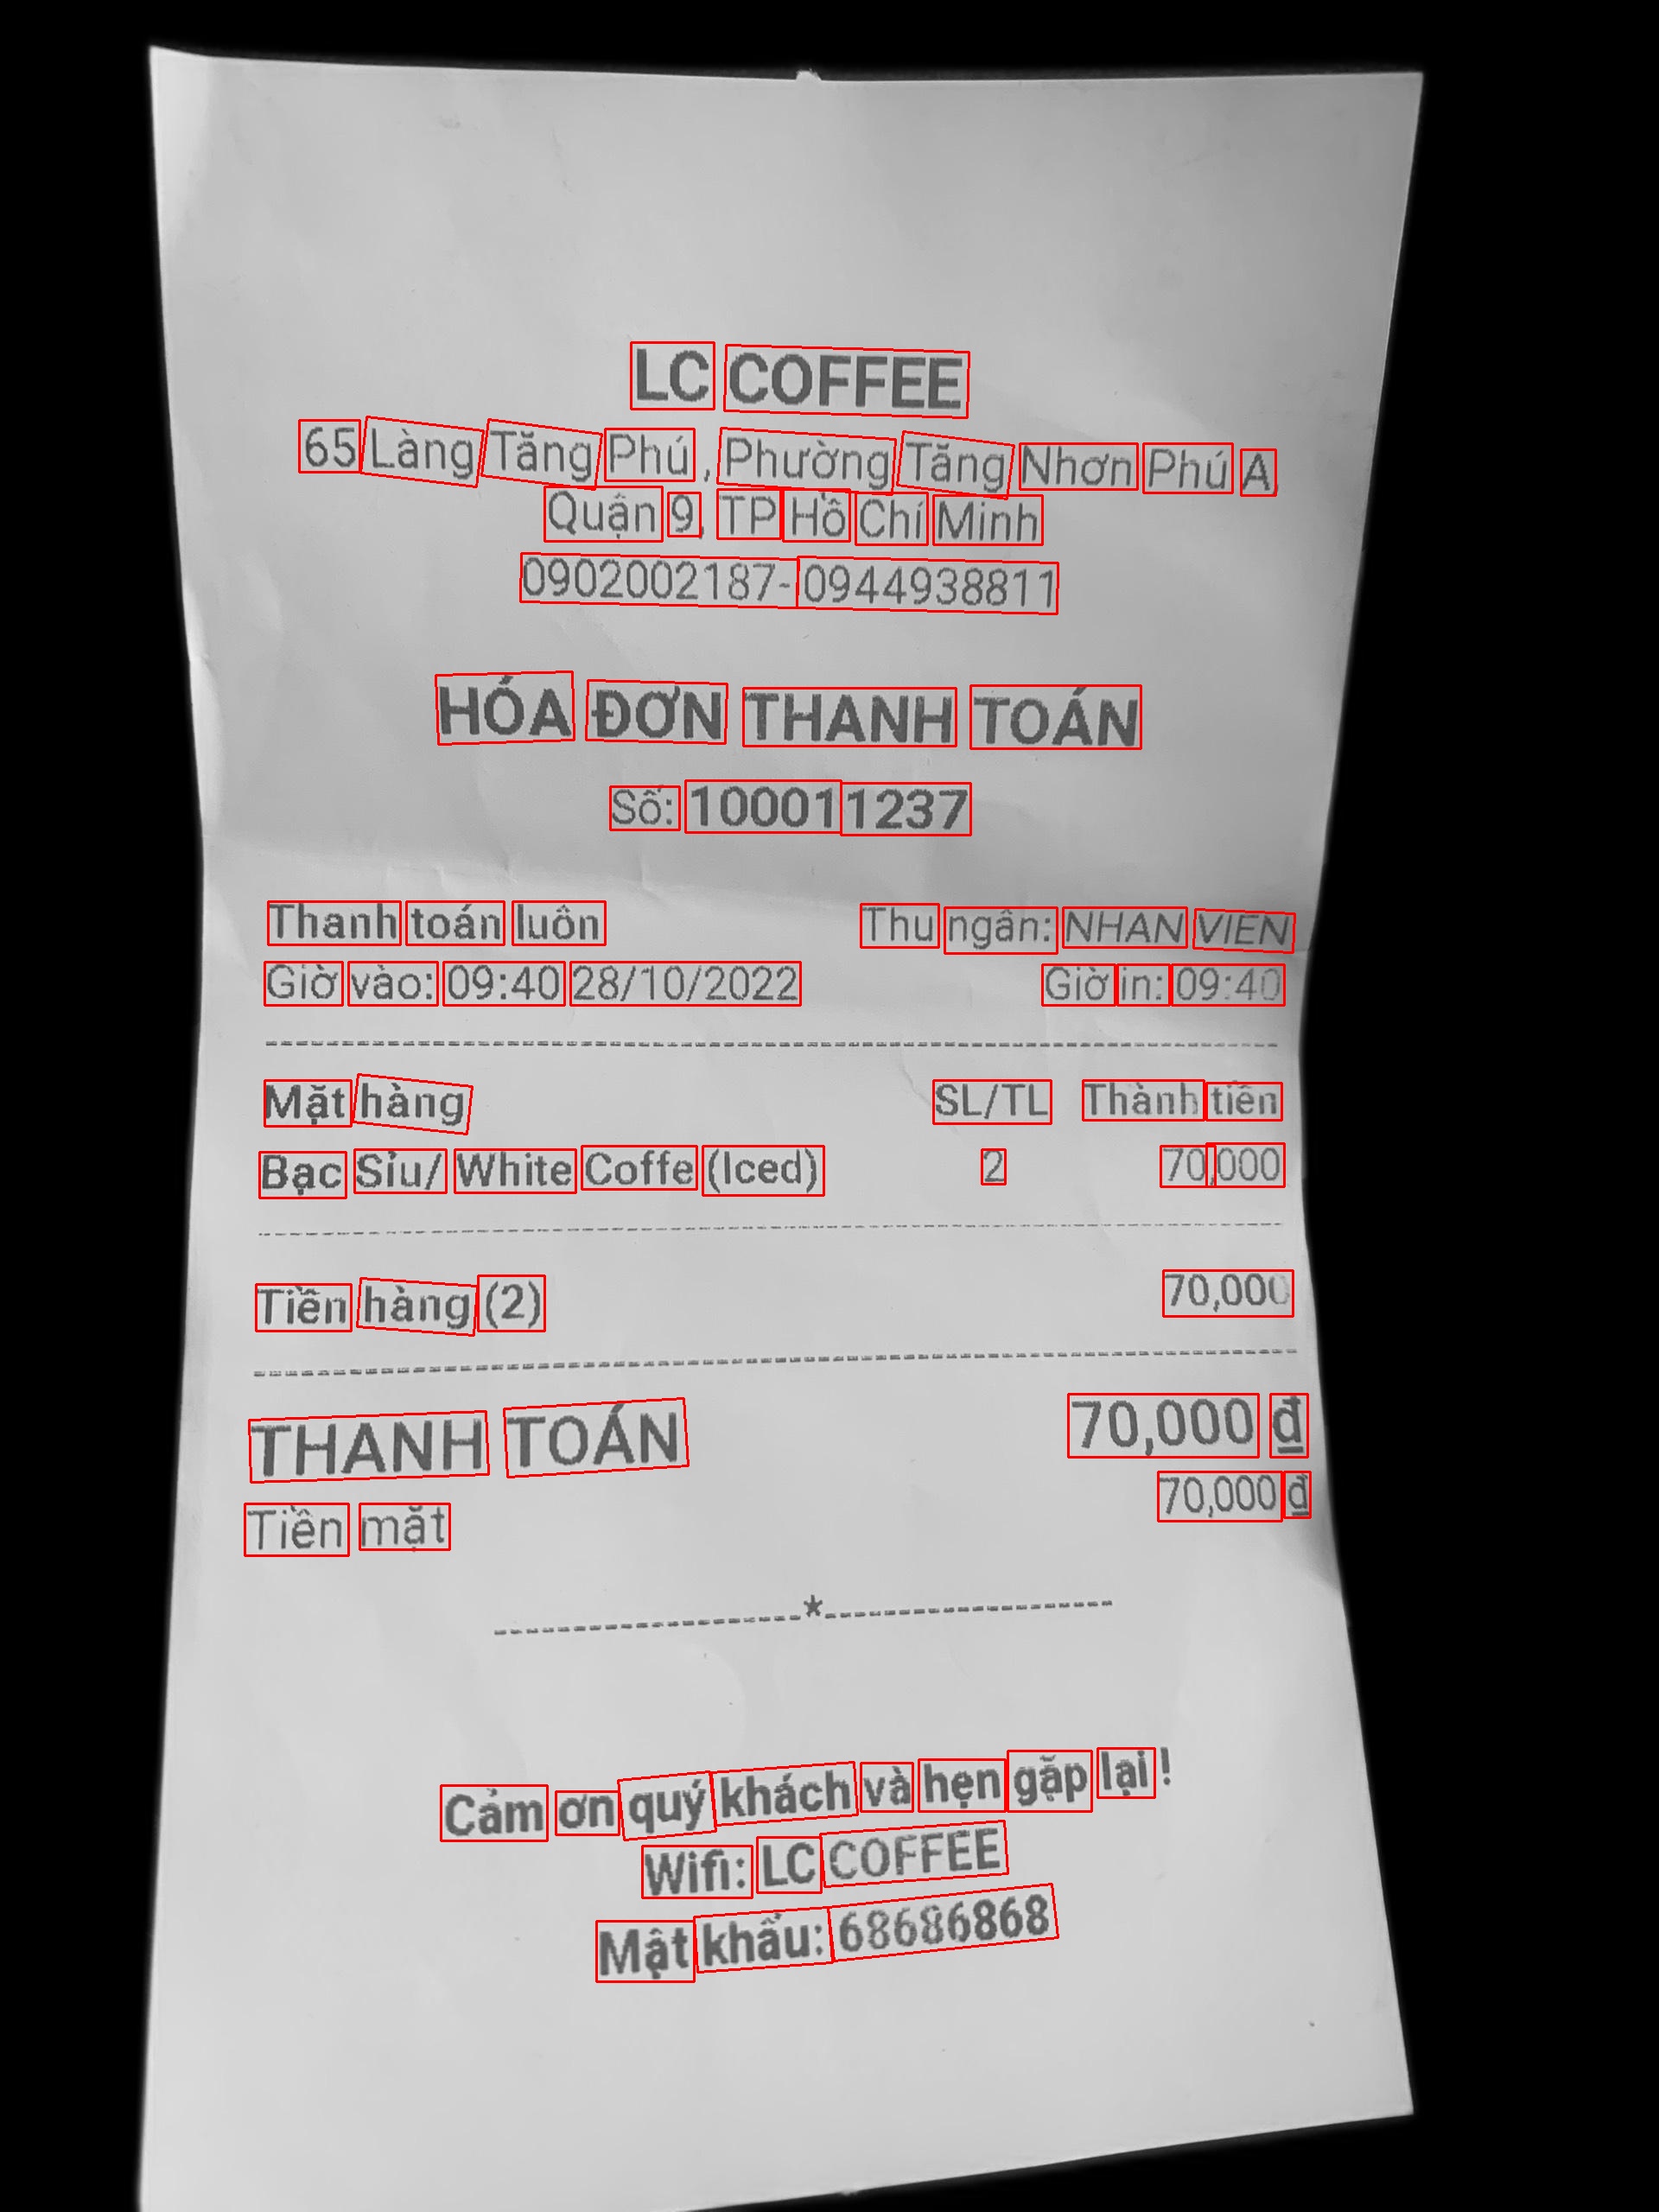 LC COFFEE
65 Làng Tăng Phú , Phường Tăng Nhơn Phú A
Quận 9, TP Hồ Chí Minh
0902002187- 0944938811
HÓA ĐƠN THANH TOÁN
Số: 100011237
Thanh toán luôn Thu ngân: NHAN VIEN
Giờ vào: 09:40 28/10/2022 Giờ in: 09:40
--------------------
Mặt hàng SL/TL Thành tiền
Bạc Sỉu/ White Coffe (Iced) 2 70,000
--------------------
Tiền hàng (2) 70,000
--------------------
THANH TOÁN 70,000 đ
Tiền mặt 70,000 đ
--------------------*--------------------
Cảm ơn quý khách và hẹn gặp lại !
Wifi: LC COFFEE
Mật khẩu: 68686868